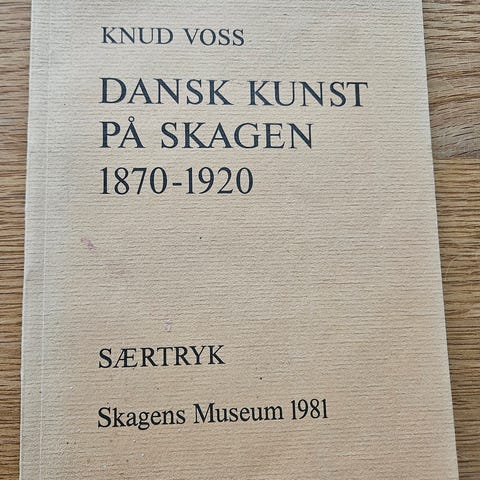 KNUD VOSS
DANSK KUNST
PÅ SKAGEN
1870-1920
SÆRTRYK
Skagens Museum 1981